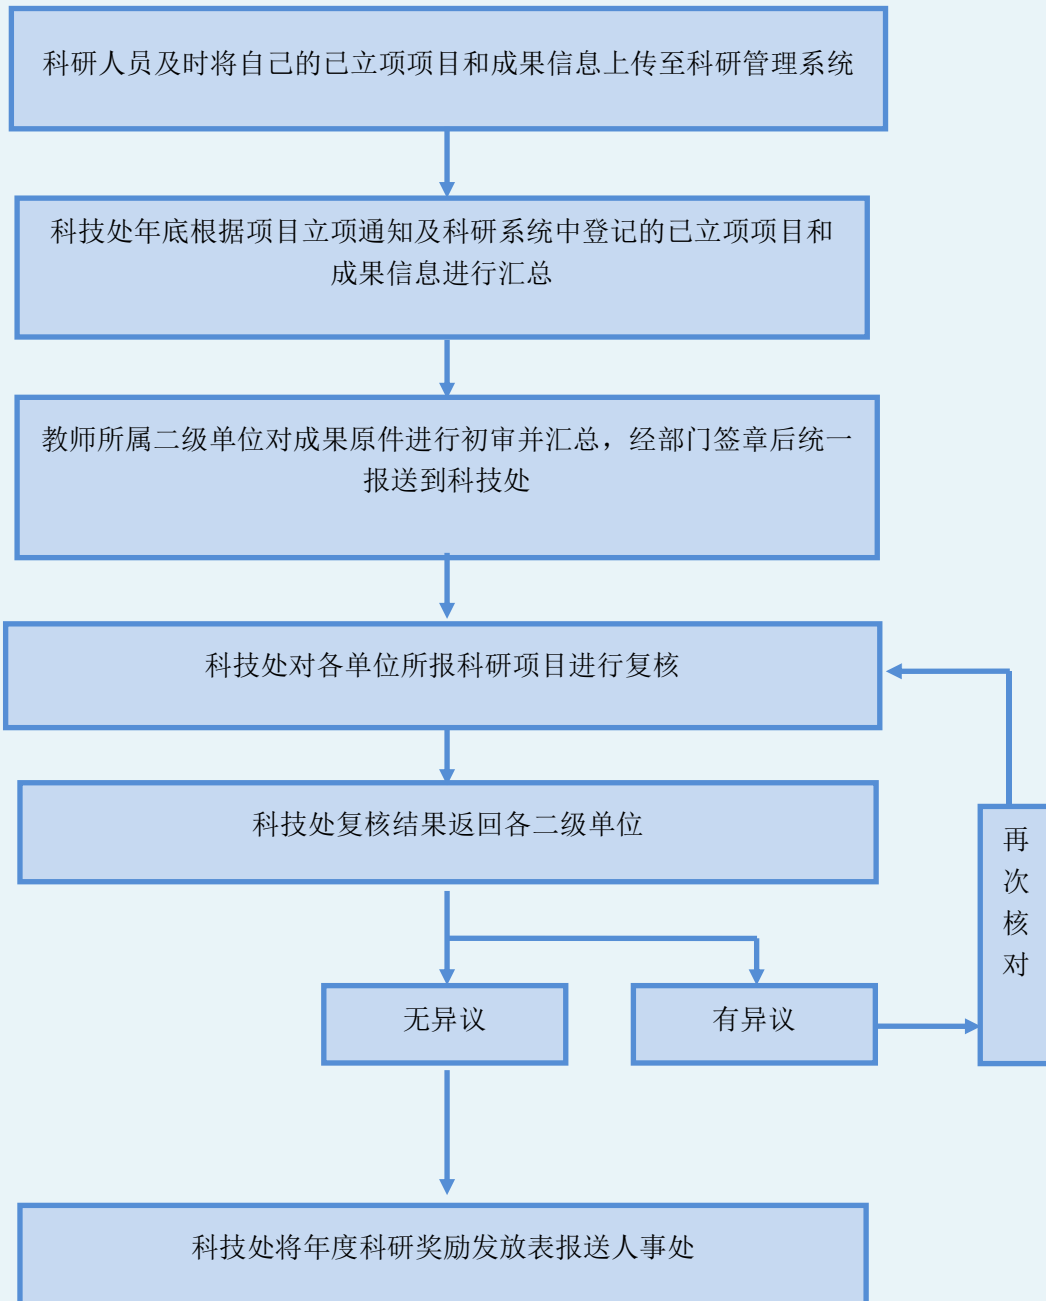 科研人员及时将自己的已立项项目和成果信息上传至科研管理系统
科技处年底根据项目立项通知及科研系统中登记的已立项项目和
成果信息进行汇总
教师所属二级单位对成果原件进行初审并汇总，经部门签章后统一
报送到科技处
科技处对各单位所报科研项目进行复核
科技处复核结果返回各二级单位
再
次
核
对
无异议
有异议
科技处将年度科研奖励发放表报送人事处